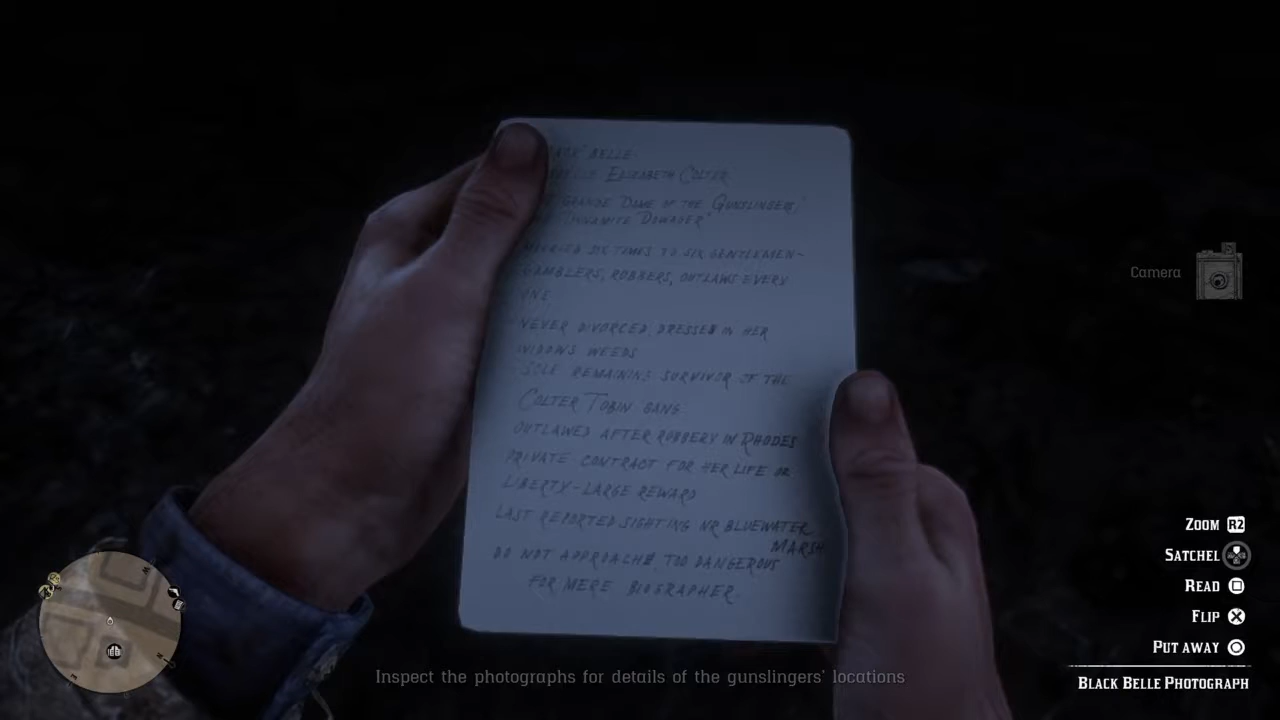 BELLE
ELIZABETH COLTER
GRANDE DAME OF THE GUNSLINGERS,
DYNAMITE DOWAGER"
SIX TIMES TO SIX GENTLEMEN-
GAMBLERS, ROBBERS, OUTLAWS EVERY
ONE
NEVER DIVORCED. DRESSED IN HER
WIDOWS WEEDS
SOLE REMAINING SURVIVOR OF THE
COLTER TOBIN GANG
OUTLAWED AFTER ROBBERY IN RHODES
PRIVATE CONTRACT FOR HER LIFE OR
LIBERTY - LARGE REWARD
LAST REPORTED SIGHTING NR BLUEWATER
MARSH
DO NOT APPROACH TOO DANGEROUS
FOR MERE BIOGRAPHER.
Camera
ZOOM R2
SATCHEL
READ
FLIP
PUT AWAY
BLACK BELLE PHOTOGRAPH
Inspect the photographs for details of the gunslingers' locations